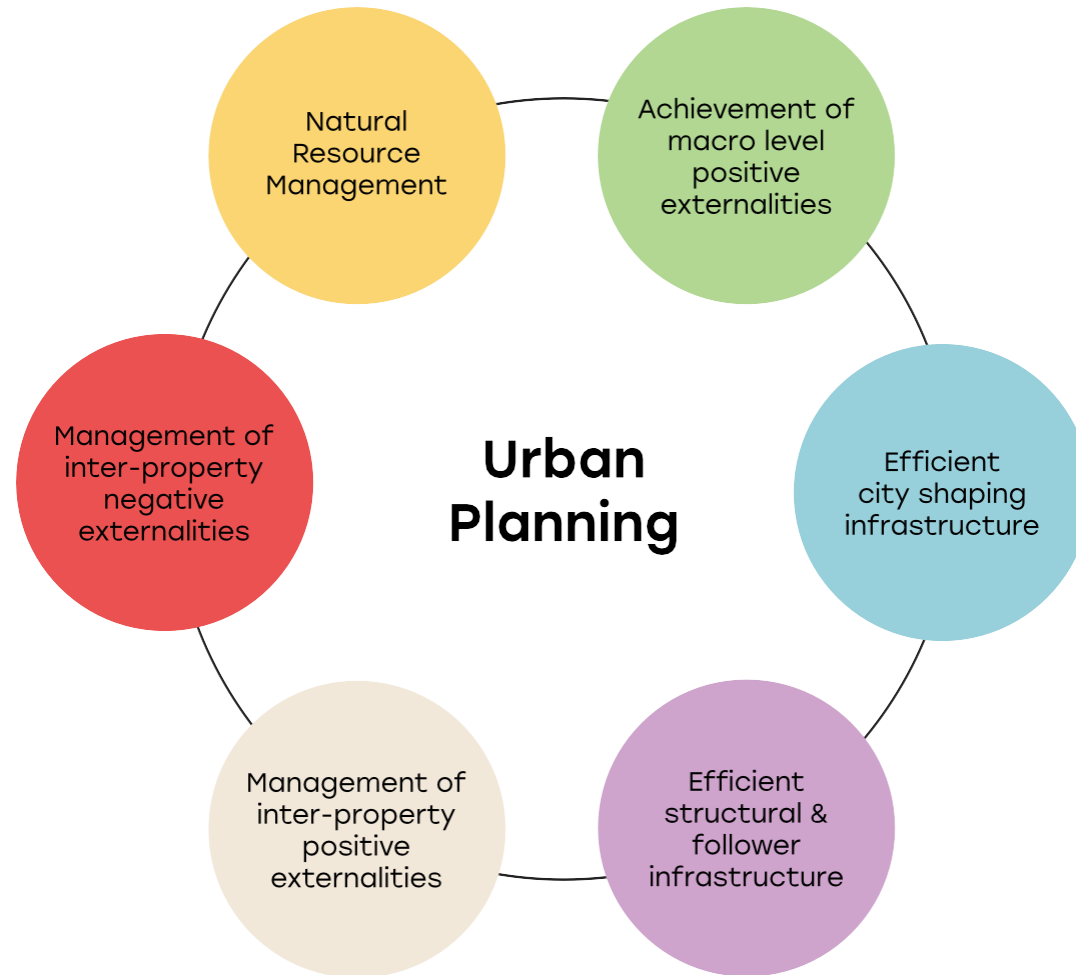 Natural
Resource
Management
Achievement of
macro level
positive
externalities
Management of
inter-property
negative
externalities
Urban
Planning
Efficient
city shaping
infrastructure
Management of
inter-property
positive
externalities
Efficient
structural &
follower
infrastructure